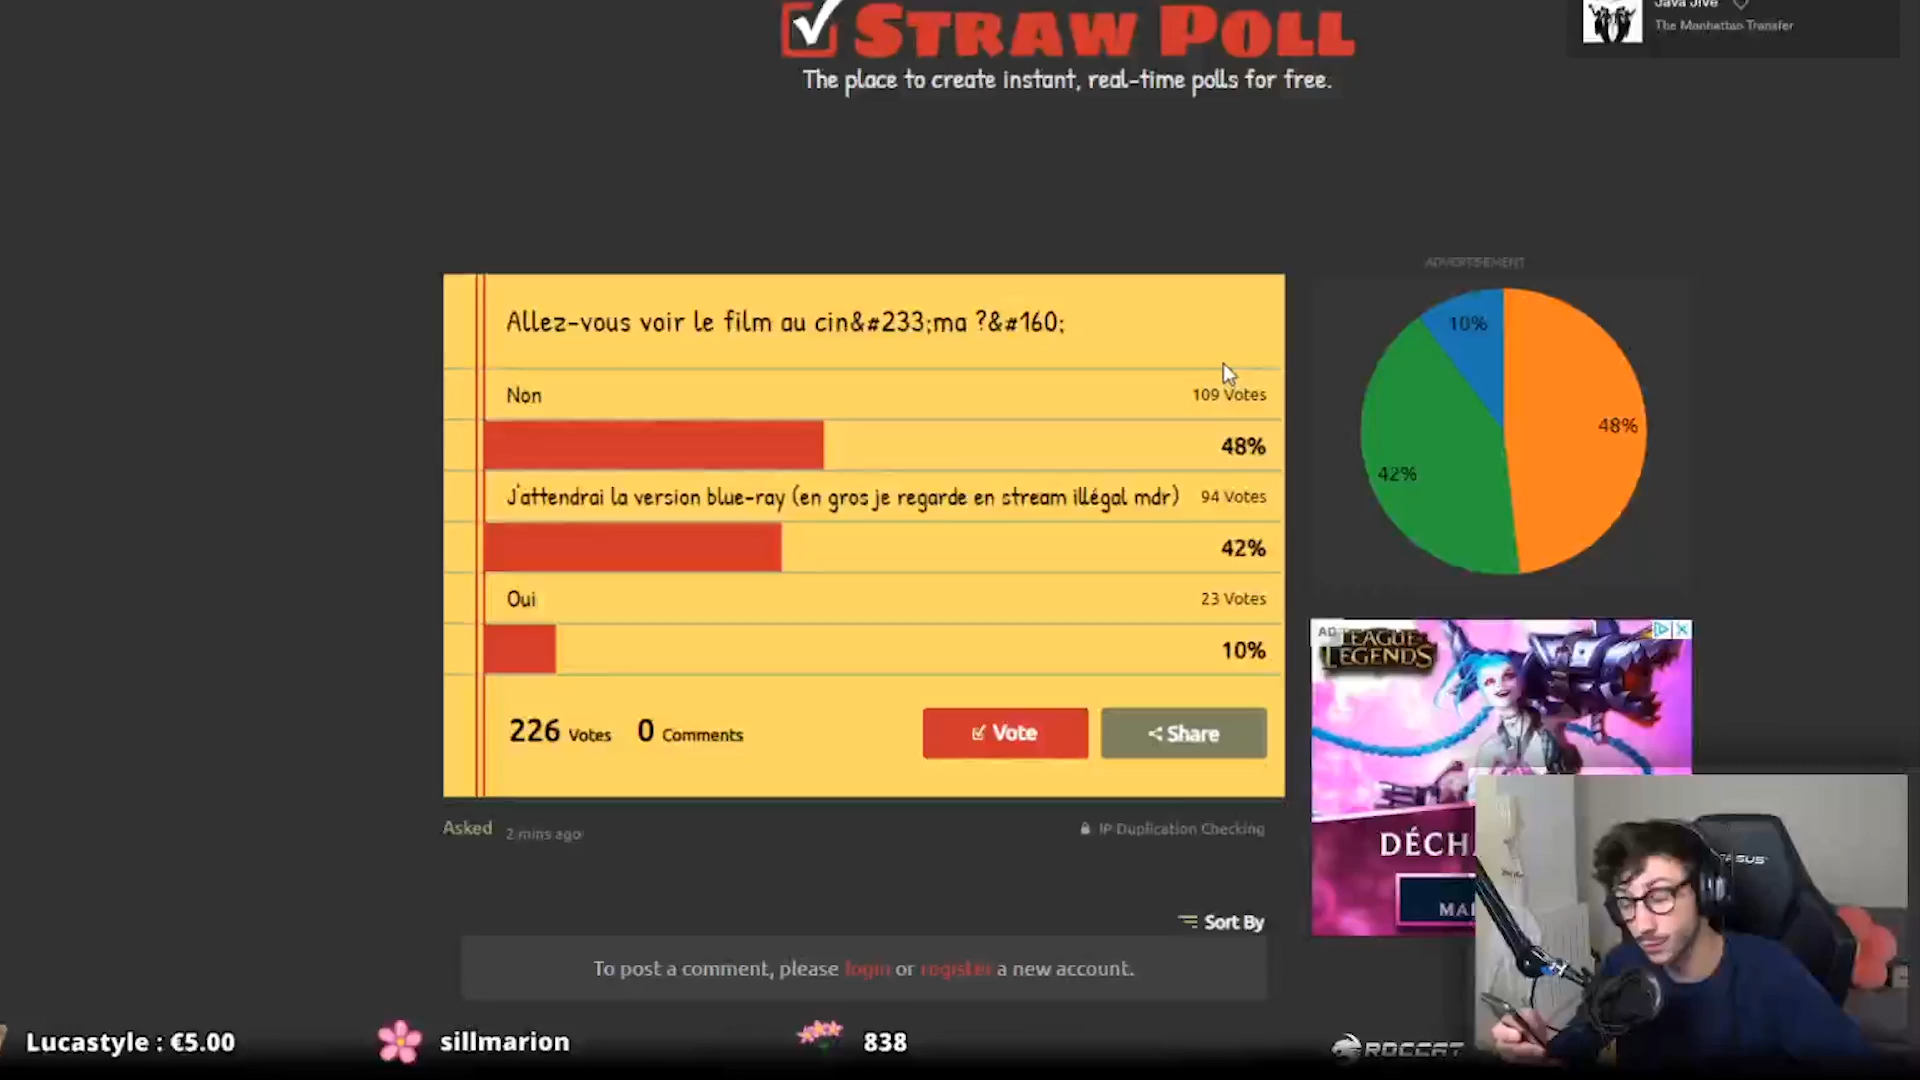 STRAW POLL
The place to create instant, real-time polls for free.
Java Jive
The Manhattan Transfer
ADVERTISEMENT
Allez-vous voir le film au cin&#233;ma ?&#160;
Non
109 Votes
48%
J'attendrai la version blue-ray (en gros je regarde en stream illégal mdr)
94 Votes
42%
Oui
23 Votes
10%
226 Votes
0 Comments
Vote
Share
Asked 2 mins ago
IP Duplication Checking
10%
48%
42%
AD
LEAGUE
LEGENDS
DÉCH
MAI
ASUS
Sort By
To post a comment, please login or register a new account.
Lucastyle : €5.00
sillmarion
838
ROCCAT